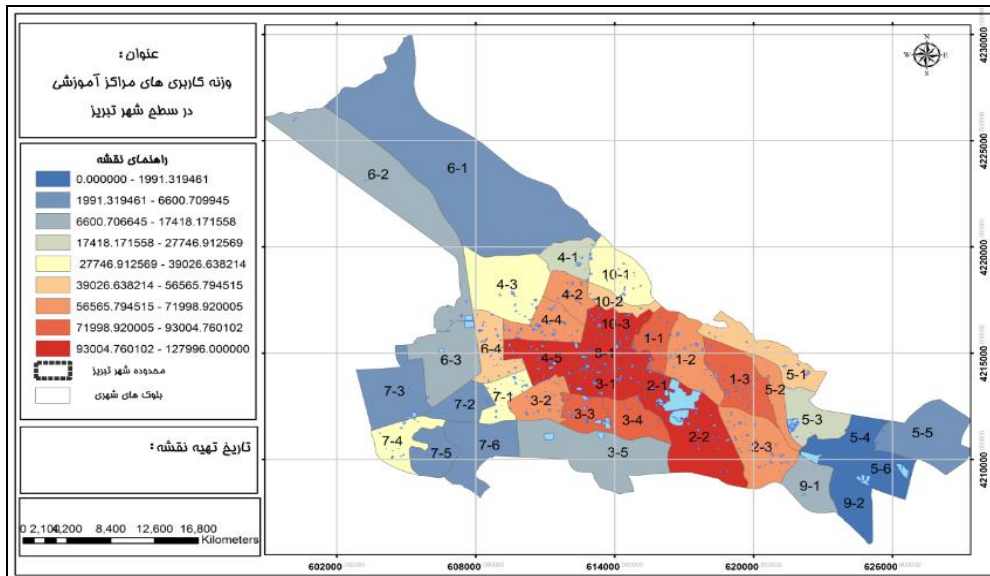 عنوان:
وزنه کاربری های مراکز آموزشی
در سطح شهر تبریز
راهنمای نقشه
0.000000 - 1991.319461
1991.319461 - 6600.709945
6600.706645 - 17418.171558
17418.171558 - 27746.912569
27746.912569 - 39026.638214
39026.638214 - 56565.794515
56565.794515 - 71998.920005
71998.920005 - 93004.760102
93004.760102 - 127996.000000
محدوده شهر تبریز
بلوک های شهری
تاریخ تهیه نقشه:
0 2,100 4,200 8,400 12,600 16,800
Kilometers
N
W E
S
6-1
6-2
4-1
10-1
4-3
4-2
10-2
4-4
10-3
1-1
6-4
4-5
8-1
1-2
6-3
5-1
3-1
2-1
1-3
5-2
7-3
7-2
7-1
3-2
3-3
3-4
5-3
7-4
7-5
7-6
3-5
2-2
2-3
5-4
5-5
5-6
9-1
9-2
4230000
4225000
4220000
4215000
4210000
602000
608000
614000
620000
626000